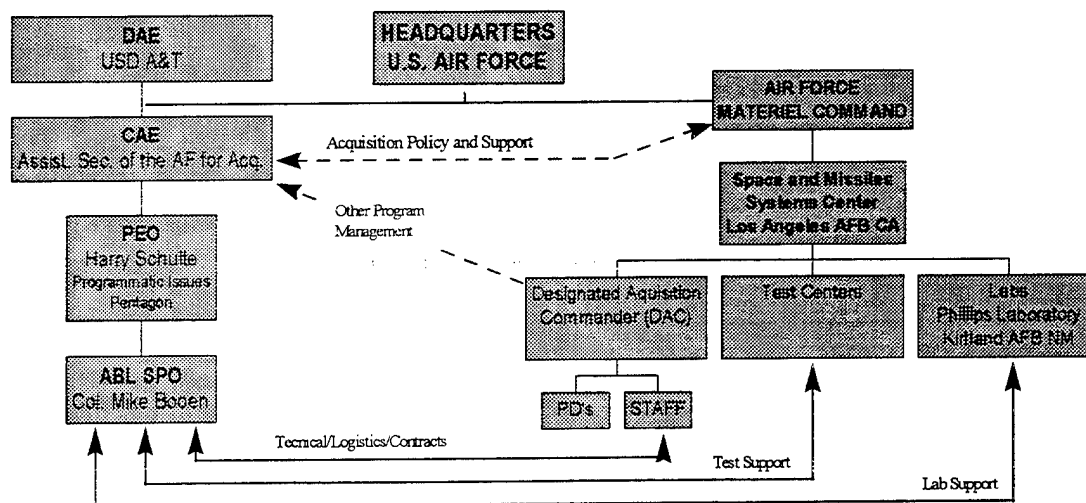 DAE
USD A&T
HEADQUARTERS
U.S. AIR FORCE
AIR FORCE
MATERIEL COMMAND
CAE
Assist. Sec. of the AF for Acq.
Acquisition Policy and Support
Space and Missiles
Systems Center
Los Angeles AFB CA
PEO
Harry Schutte
Programmatic Issues
Pentagon
Other Program
Management
Designated Aquisition
Commander (DAC)
Test Centers
Labs
Phillips Laboratory
Kirtland AFB NM
ABL SPO
Col. Mike Booen
PD's
STAFF
Tecnical/Logistics/Contracts
Test Support
Lab Support